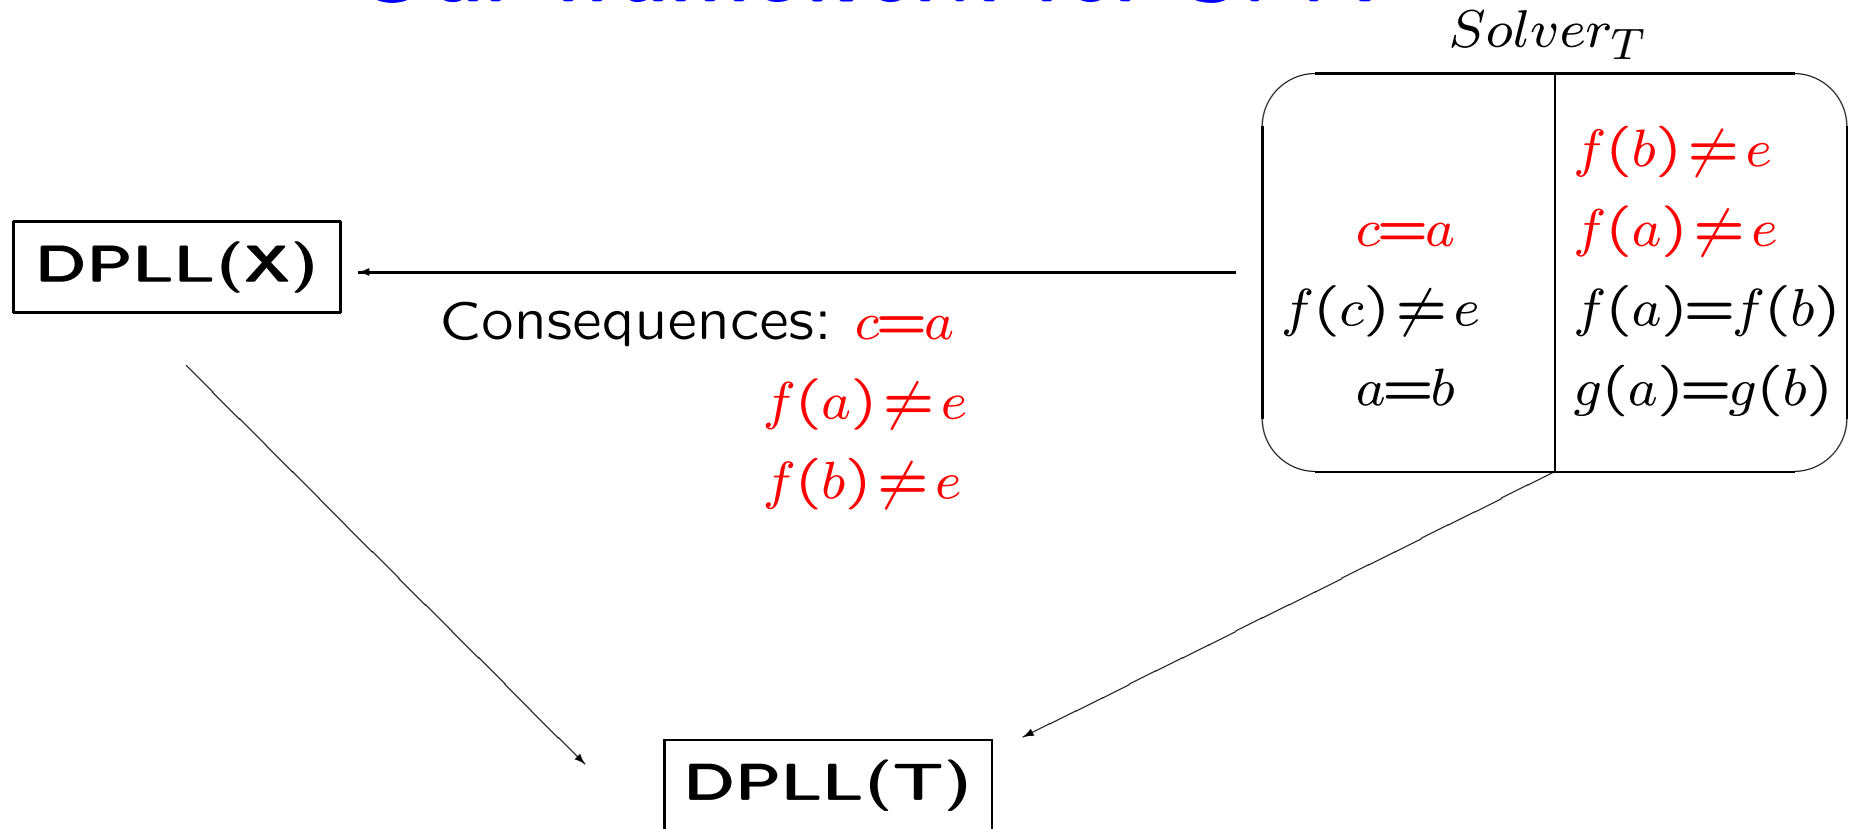 Solver_T
f(b)≠e
c=a f(a)≠e
f(c)≠e f(a)=f(b)
a=b g(a)=g(b)
DPLL(X)
Consequences: c=a
f(a)≠e
f(b)≠e
DPLL(T)